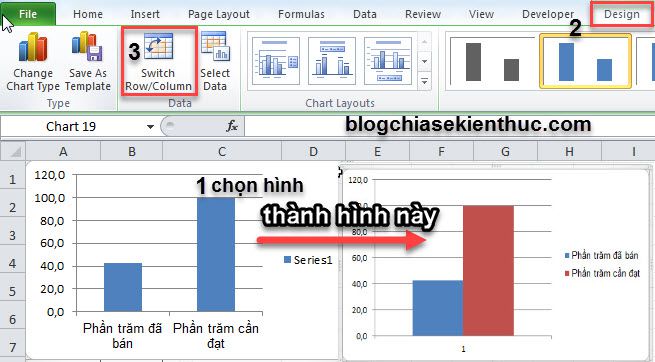 File Home Insert Page Layout Formulas Data Review View Developer Design
2
Change Chart Type
Save As Template
3
Switch Row/Column
Select Data
Type
Data
Chart Layouts
Chart 19
fx
blogchiasekienthuc.com
A B C D E F G H I
1
2
3
4
5
6
7
120,0
100,0
80,0
60,0
40,0
20,0
0,0
Phần trăm đã bán
Phần trăm cần đạt
Series1
1 chọn hình
thành hình này
120,0
100,0
80,0
60,0
40,0
20,0
0,0
1
Phần trăm đã bán
Phần trăm cần đạt